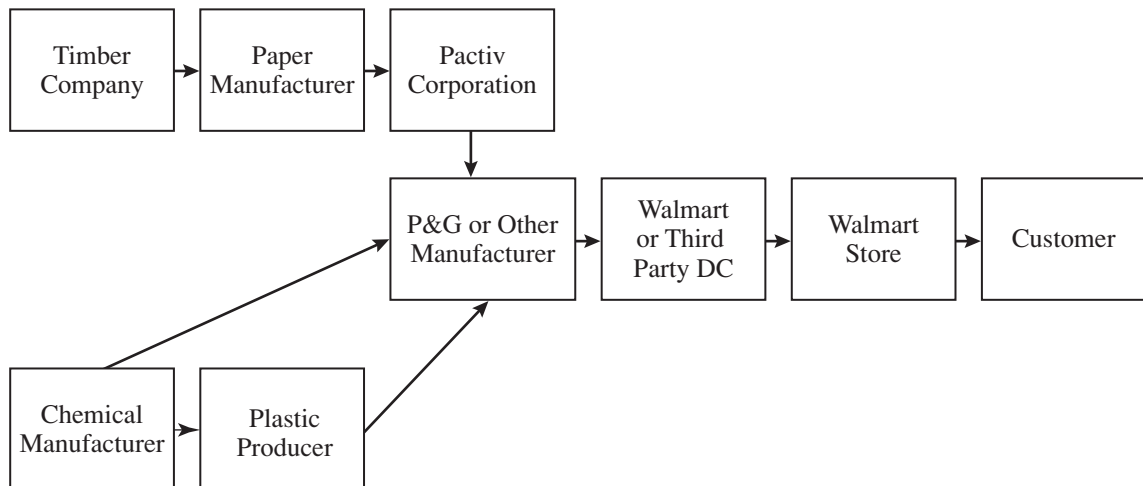 Timber
Company
Paper
Manufacturer
Pactiv
Corporation
P&G or Other
Manufacturer
Walmart
or Third
Party DC
Walmart
Store
Customer
Chemical
Manufacturer
Plastic
Producer